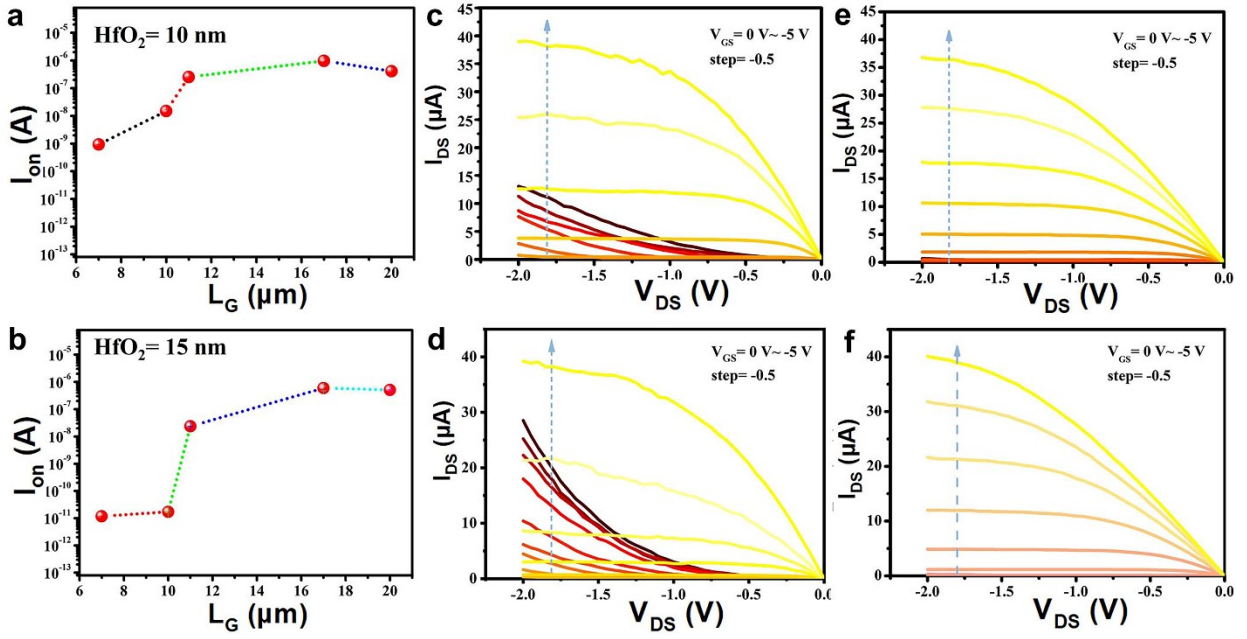 a
HfO2= 10 nm
Ion (A)
10-5
10-6
10-7
10-8
10-9
10-10
10-11
10-12
10-13
6 8 10 12 14 16 18 20
LG (µm)
b
HfO2= 15 nm
Ion (A)
10-5
10-6
10-7
10-8
10-9
10-10
10-11
10-12
10-13
6 8 10 12 14 16 18 20
LG (µm)
c
VGS= 0 V~ -5 V
step= -0.5
IDS (µA)
45
40
35
30
25
20
15
10
5
0
-2.0 -1.5 -1.0 -0.5 0.0
VDS (V)
d
VGS= 0 V~ -5 V
step= -0.5
IDS (µA)
40
30
20
10
0
-2.0 -1.5 -1.0 -0.5 0.0
VDS (V)
e
VGS= 0 V~ -5 V
step= -0.5
IDS (µA)
40
35
30
25
20
15
10
5
0
-2.0 -1.5 -1.0 -0.5 0.0
VDS (V)
f
VGS= 0 V~ -5 V
step= -0.5
IDS (µA)
40
30
20
10
0
-2.0 -1.5 -1.0 -0.5 0.0
VDS (V)